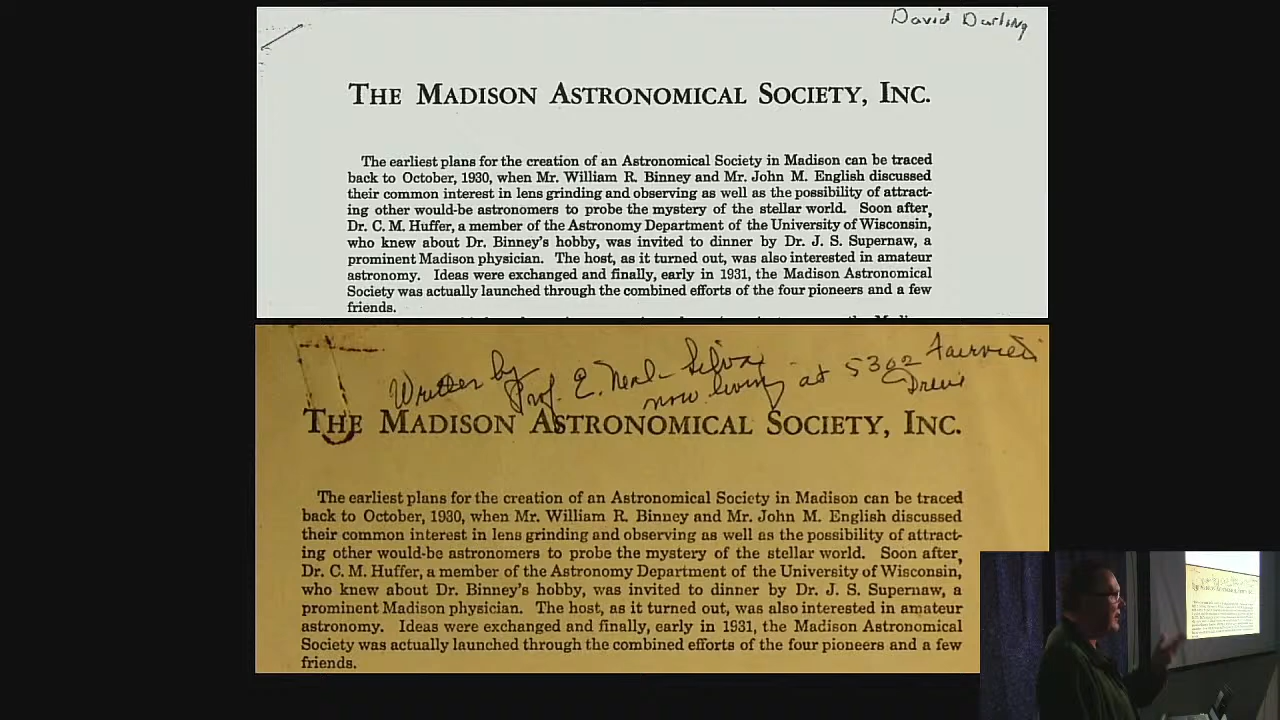 David Darling
THE MADISON ASTRONOMICAL SOCIETY, INC.
The earliest plans for the creation of an Astronomical Society in Madison can be traced
back to October, 1930, when Mr. William R. Binney and Mr. John M. English discussed
their common interest in lens grinding and observing as well as the possibility of attract-
ing other would-be astronomers to probe the mystery of the stellar world. Soon after,
Dr. C. M. Huffer, a member of the Astronomy Department of the University of Wisconsin,
who knew about Dr. Binney's hobby, was invited to dinner by Dr. J. S. Supernaw, a
prominent Madison physician. The host, as it turned out, was also interested in amateur
astronomy. Ideas were exchanged and finally, early in 1931, the Madison Astronomical
Society was actually launched through the combined efforts of the four pioneers and a few
friends.
Written by
Prof. E. Neal-Silva
now living at 5302 Fairview
Drive
THE MADISON ASTRONOMICAL SOCIETY, INC.
The earliest plans for the creation of an Astronomical Society in Madison can be traced
back to October, 1930, when Mr. William R. Binney and Mr. John M. English discussed
their common interest in lens grinding and observing as well as the possibility of attract-
ing other would-be astronomers to probe the mystery of the stellar world. Soon after,
Dr. C. M. Huffer, a member of the Astronomy Department of the University of Wisconsin,
who knew about Dr. Binney's hobby, was invited to dinner by Dr. J. S. Supernaw, a
prominent Madison physician. The host, as it turned out, was also interested in amateur
astronomy. Ideas were exchanged and finally, early in 1931, the Madison Astronomical
Society was actually launched through the combined efforts of the four pioneers and a few
friends.